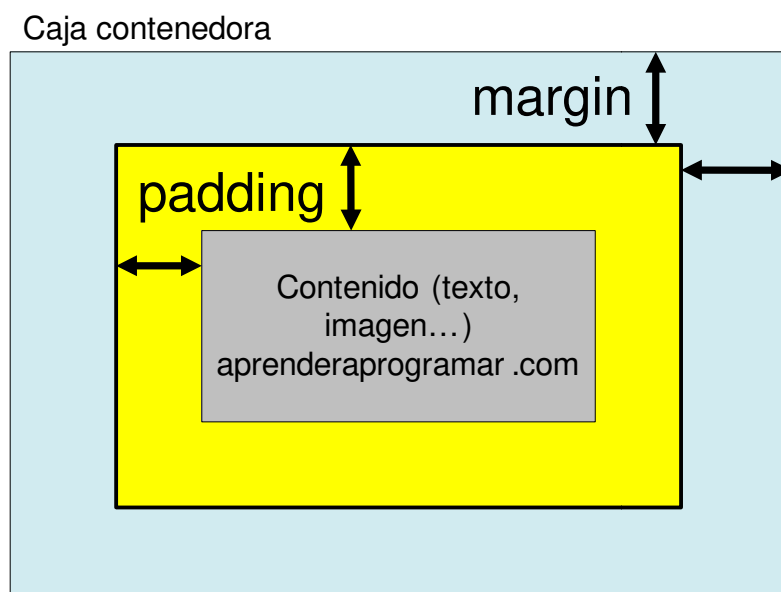 Caja contenedora
margin
padding
Contenido (texto,
imagen…)
aprenderaprogramar .com